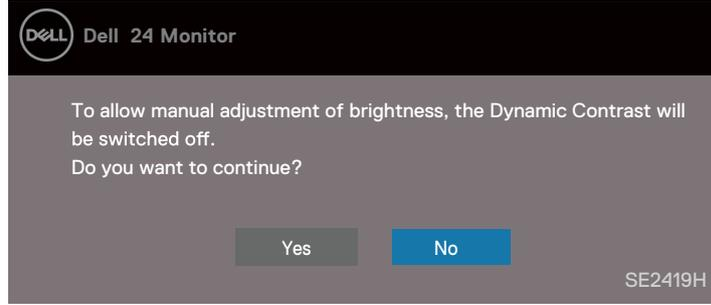 DELL Dell 24 Monitor
To allow manual adjustment of brightness, the Dynamic Contrast will
be switched off.
Do you want to continue?
Yes No
SE2419H